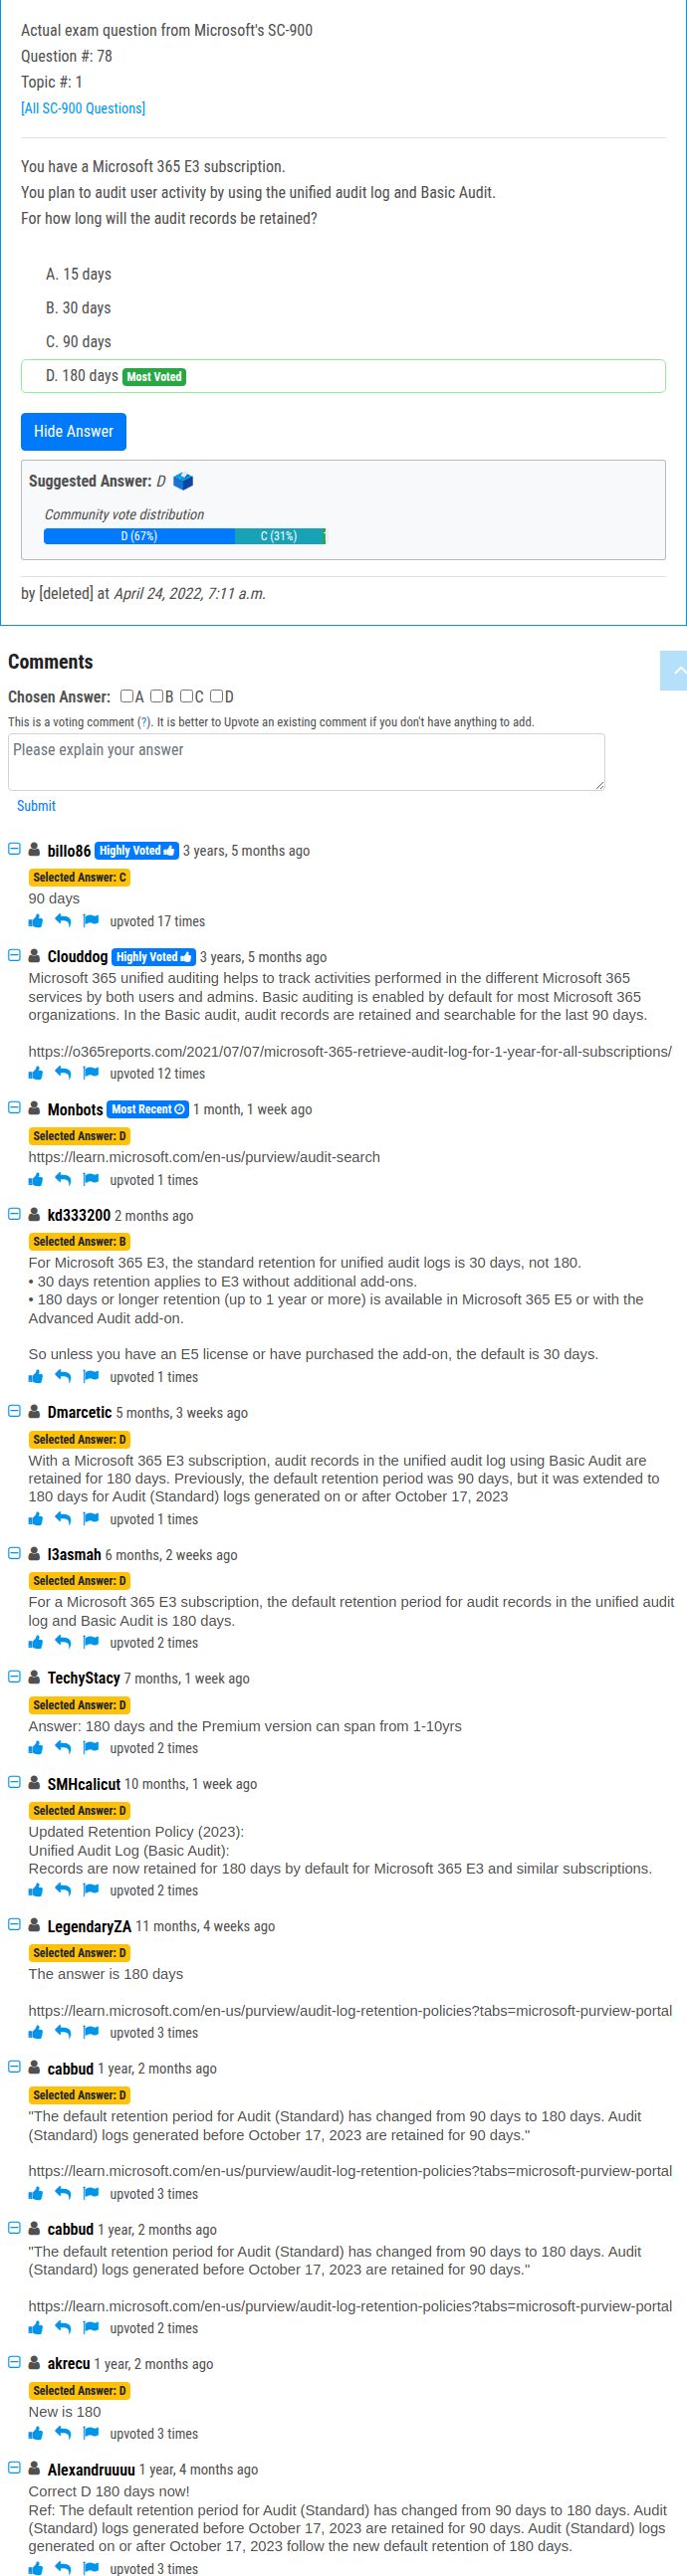 Actual exam question from Microsoft's SC-900
Question #: 78
Topic #: 1
[All SC-900 Questions]
You have a Microsoft 365 E3 subscription.
You plan to audit user activity by using the unified audit log and Basic Audit.
For how long will the audit records be retained?
A. 15 days
B. 30 days
C. 90 days
D. 180 days Most Voted
Hide Answer
Suggested Answer: D
Community vote distribution
D (67%) C (31%)
by [deleted] at April 24, 2022, 7:11 a.m.
Comments
Chosen Answer: A B C D
This is a voting comment (?). It is better to Upvote an existing comment if you don't have anything to add.
Please explain your answer
Submit
billo86 Highly Voted 3 years, 5 months ago
Selected Answer: C
90 days
upvoted 17 times
Clouddog Highly Voted 3 years, 5 months ago
Microsoft 365 unified auditing helps to track activities performed in the different Microsoft 365
services by both users and admins. Basic auditing is enabled by default for most Microsoft 365
organizations. In the Basic audit, audit records are retained and searchable for the last 90 days.
https://o365reports.com/2021/07/07/microsoft-365-retrieve-audit-log-for-1-year-for-all-subscriptions/
upvoted 12 times
Monbots Most Recent 1 month, 1 week ago
Selected Answer: D
https://learn.microsoft.com/en-us/purview/audit-search
upvoted 1 times
kd333200 2 months ago
Selected Answer: B
For Microsoft 365 E3, the standard retention for unified audit logs is 30 days, not 180.
• 30 days retention applies to E3 without additional add-ons.
• 180 days or longer retention (up to 1 year or more) is available in Microsoft 365 E5 or with the
Advanced Audit add-on.
So unless you have an E5 license or have purchased the add-on, the default is 30 days.
upvoted 1 times
Dmarcetic 5 months, 3 weeks ago
Selected Answer: D
With a Microsoft 365 E3 subscription, audit records in the unified audit log using Basic Audit are
retained for 180 days. Previously, the default retention period was 90 days, but it was extended to
180 days for Audit (Standard) logs generated on or after October 17, 2023
upvoted 1 times
l3asmah 6 months, 2 weeks ago
Selected Answer: D
For a Microsoft 365 E3 subscription, the default retention period for audit records in the unified audit
log and Basic Audit is 180 days.
upvoted 2 times
TechyStacy 7 months, 1 week ago
Selected Answer: D
Answer: 180 days and the Premium version can span from 1-10yrs
upvoted 2 times
SMHcalicut 10 months, 1 week ago
Selected Answer: D
Updated Retention Policy (2023):
Unified Audit Log (Basic Audit):
Records are now retained for 180 days by default for Microsoft 365 E3 and similar subscriptions.
upvoted 2 times
LegendaryZA 11 months, 4 weeks ago
Selected Answer: D
The answer is 180 days
https://learn.microsoft.com/en-us/purview/audit-log-retention-policies?tabs=microsoft-purview-portal
upvoted 3 times
cabbud 1 year, 2 months ago
Selected Answer: D
"The default retention period for Audit (Standard) has changed from 90 days to 180 days. Audit
(Standard) logs generated before October 17, 2023 are retained for 90 days."
https://learn.microsoft.com/en-us/purview/audit-log-retention-policies?tabs=microsoft-purview-portal
upvoted 3 times
cabbud 1 year, 2 months ago
"The default retention period for Audit (Standard) has changed from 90 days to 180 days. Audit
(Standard) logs generated before October 17, 2023 are retained for 90 days."
https://learn.microsoft.com/en-us/purview/audit-log-retention-policies?tabs=microsoft-purview-portal
upvoted 2 times
akrecu 1 year, 2 months ago
Selected Answer: D
New is 180
upvoted 3 times
Alexandruuuu 1 year, 4 months ago
Correct D 180 days now!
Ref: The default retention period for Audit (Standard) has changed from 90 days to 180 days. Audit
(Standard) logs generated before October 17, 2023 are retained for 90 days. Audit (Standard) logs
generated on or after October 17, 2023 follow the new default retention of 180 days.
upvoted 3 times